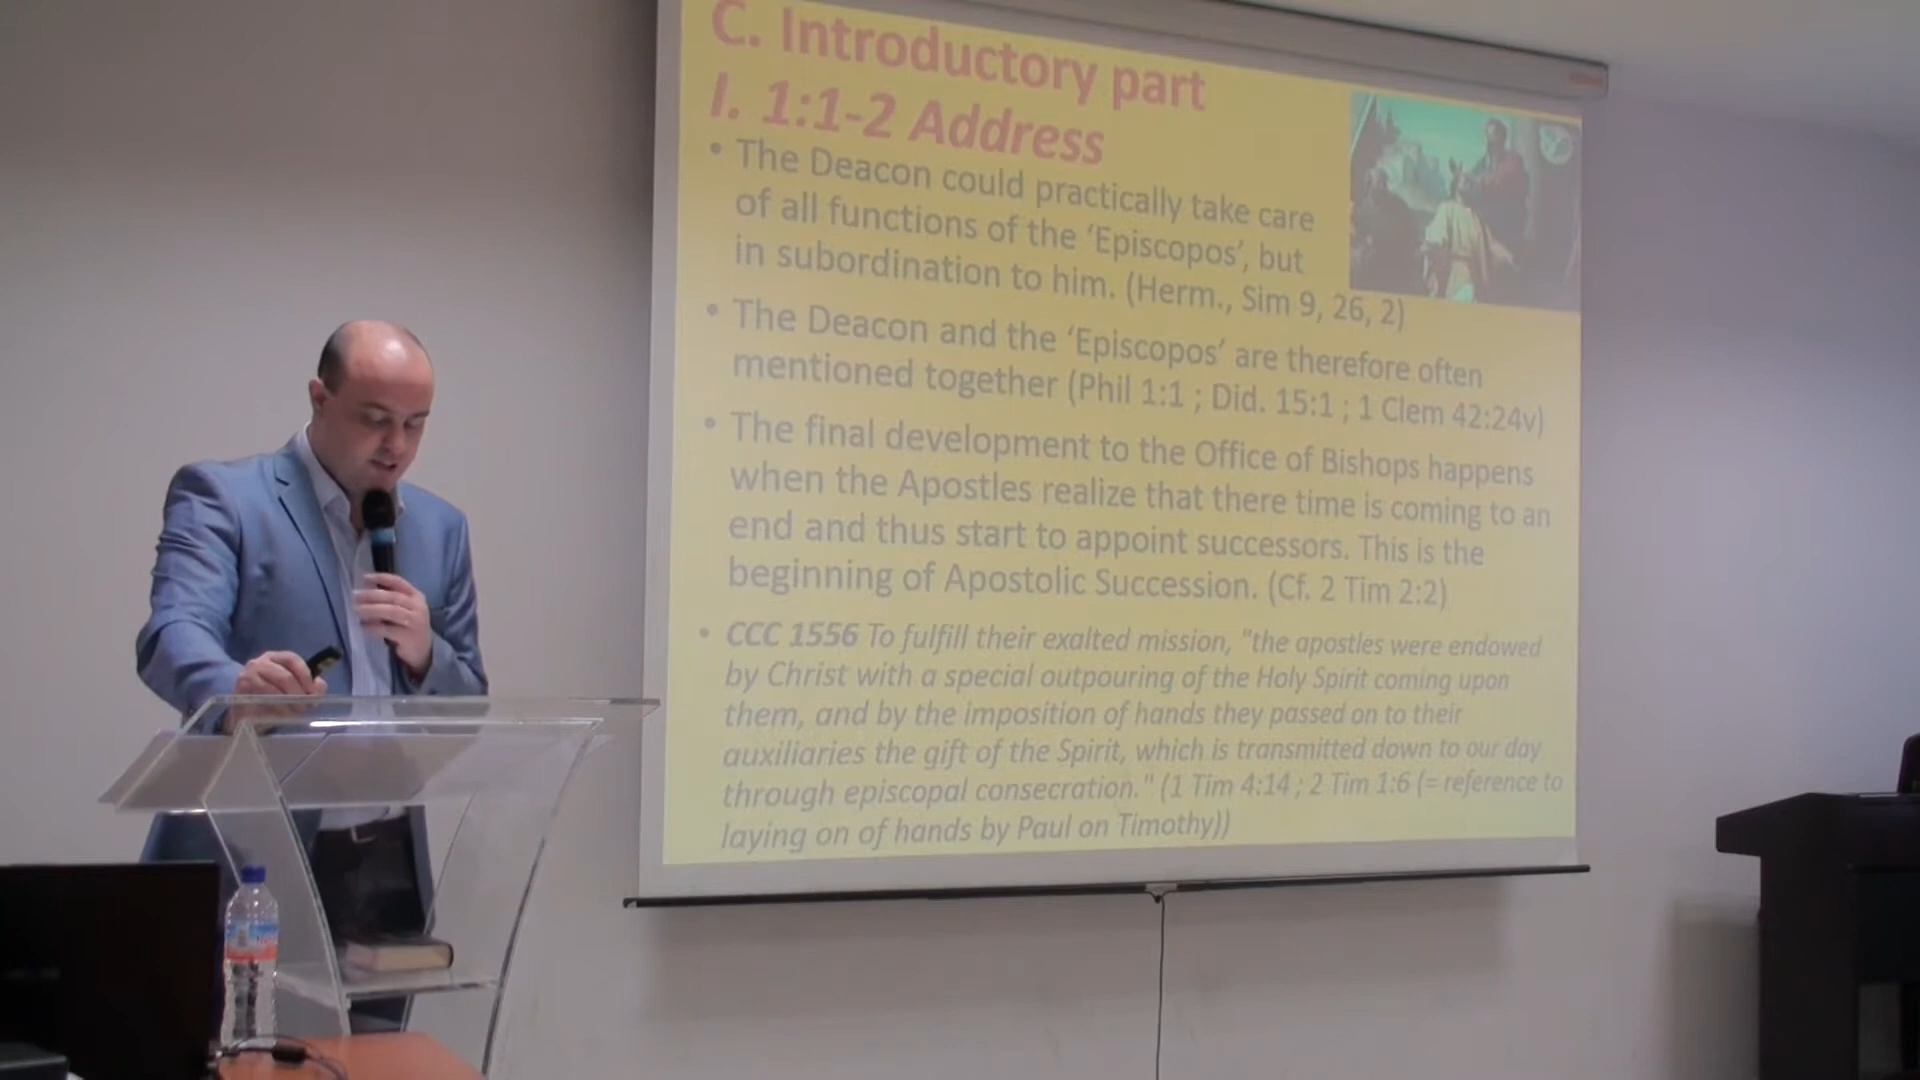 C. Introductory part
I. 1:1-2 Address
• The Deacon could practically take care
of all functions of the ‘Episcopos’, but
in subordination to him. (Herm., Sim 9, 26, 2)
• The Deacon and the ‘Episcopos’ are therefore often
mentioned together (Phil 1:1 ; Did. 15:1 ; 1 Clem 42:24v)
• The final development to the Office of Bishops happens
when the Apostles realize that there time is coming to an
end and thus start to appoint successors. This is the
beginning of Apostolic Succession. (Cf. 2 Tim 2:2)
• CCC 1556 To fulfill their exalted mission, "the apostles were endowed
by Christ with a special outpouring of the Holy Spirit coming upon
them, and by the imposition of hands they passed on to their
auxiliaries the gift of the Spirit, which is transmitted down to our day
through episcopal consecration." (1 Tim 4:14 ; 2 Tim 1:6 (= reference to
laying on of hands by Paul on Timothy))